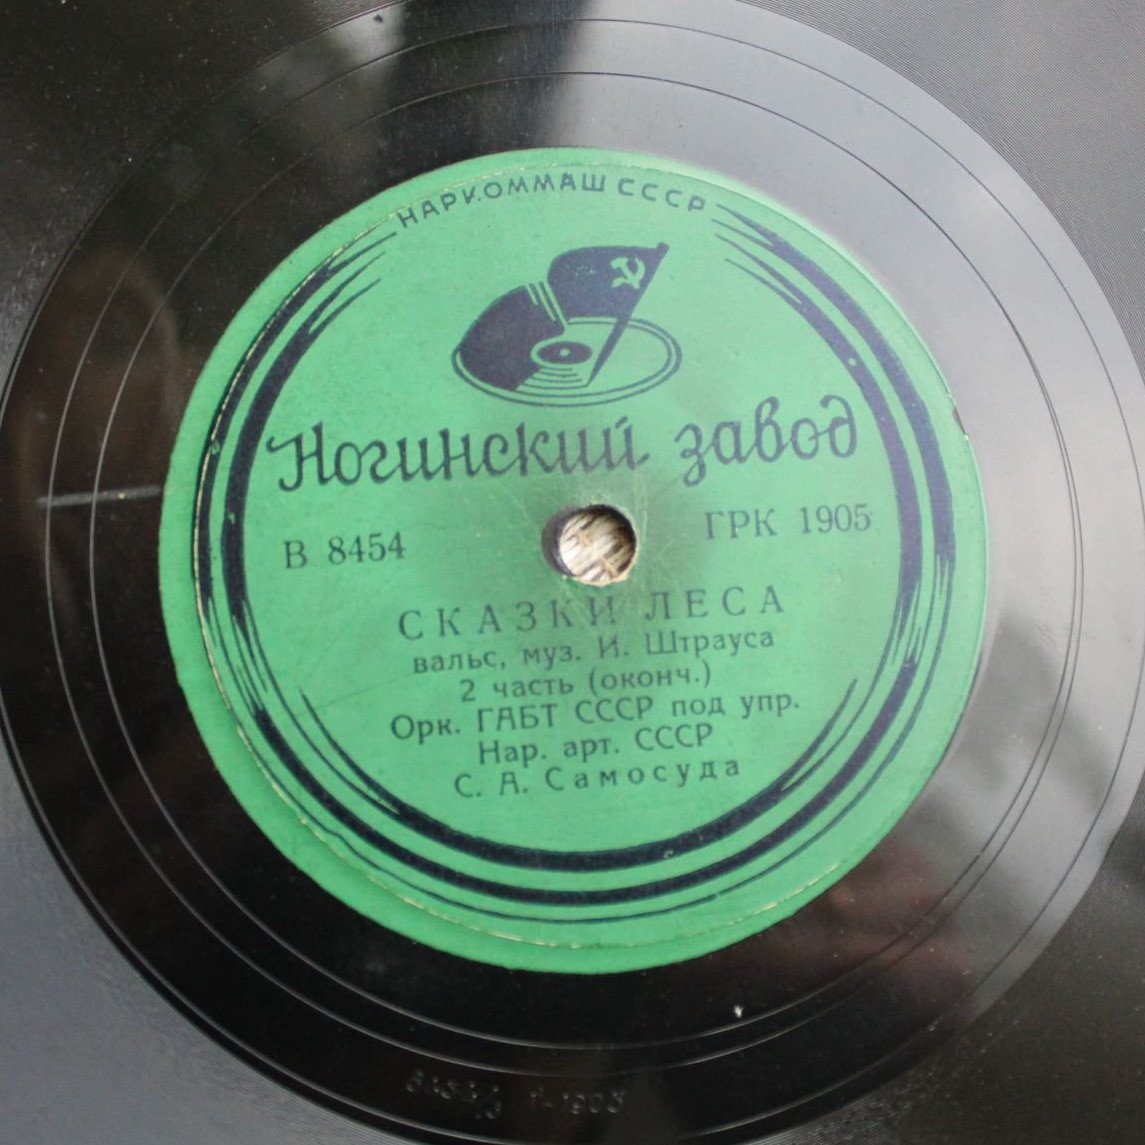 НАРКОММАШ СССР
Ногинский завод
В 8454 ГРК 1905
СКАЗКИ ЛЕСА
вальс, муз. И. Штрауса
2 часть (оконч.)
Орк. ГАБТ СССР под упр.
Нар. арт. СССР
С. А. Самосуда